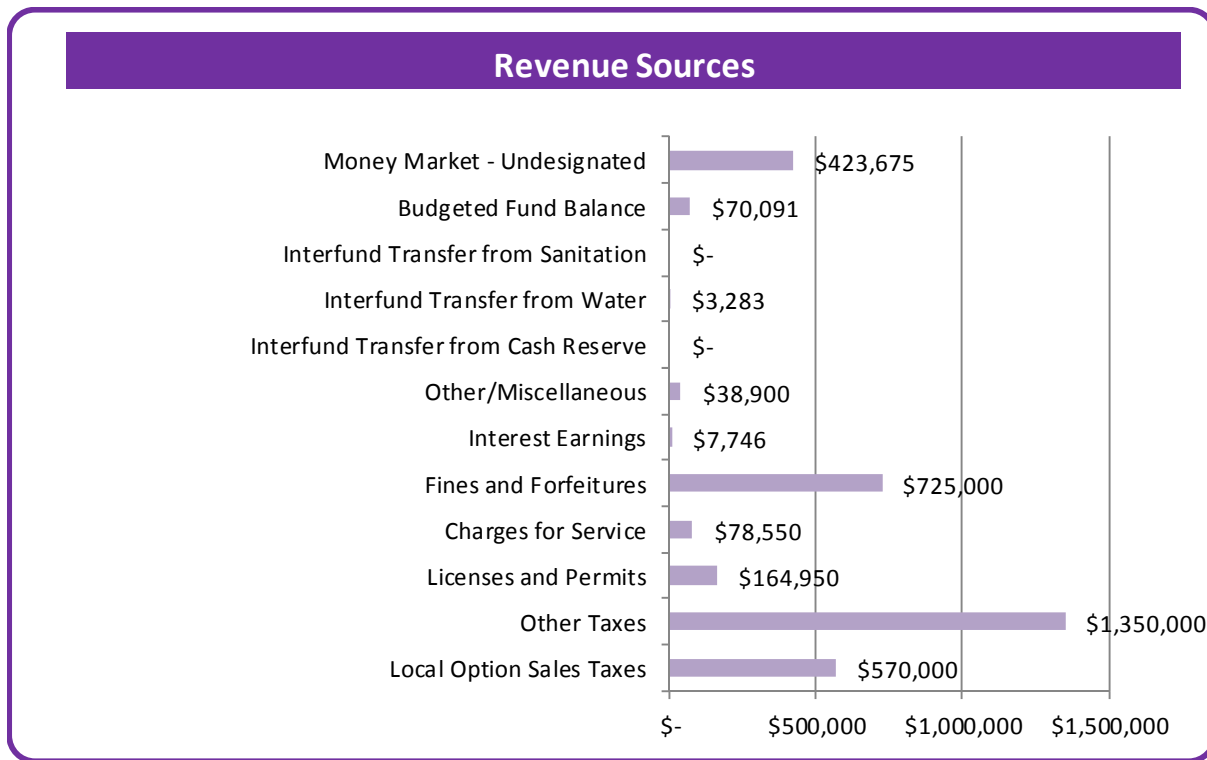 Revenue Sources
Money Market - Undesignated $423,675
Budgeted Fund Balance $70,091
Interfund Transfer from Sanitation $-
Interfund Transfer from Water $3,283
Interfund Transfer from Cash Reserve $-
Other/Miscellaneous $38,900
Interest Earnings $7,746
Fines and Forfeitures $725,000
Charges for Service $78,550
Licenses and Permits $164,950
Other Taxes $1,350,000
Local Option Sales Taxes $570,000
$- $500,000 $1,000,000 $1,500,000